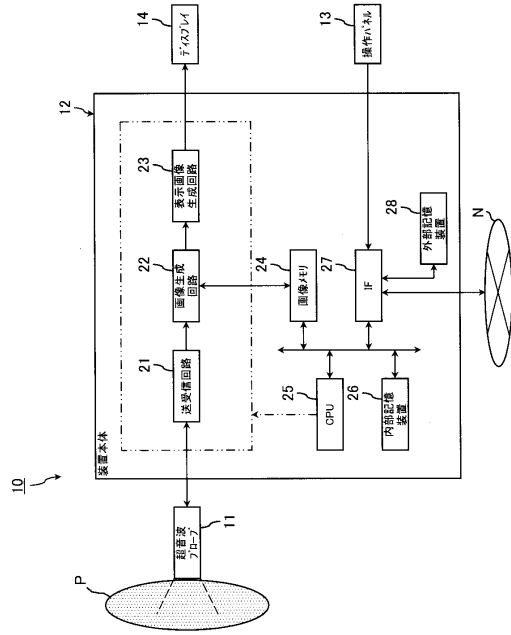 10
P
11
超音波
プローブ
12
装置本体
21
送受信回路
22
画像生成
回路
23
表示画像
生成回路
14
ディスプレイ
13
操作パネル
24
画像メモリ
25
CPU
26
内部記憶
装置
27
IF
28
外部記憶
装置
N